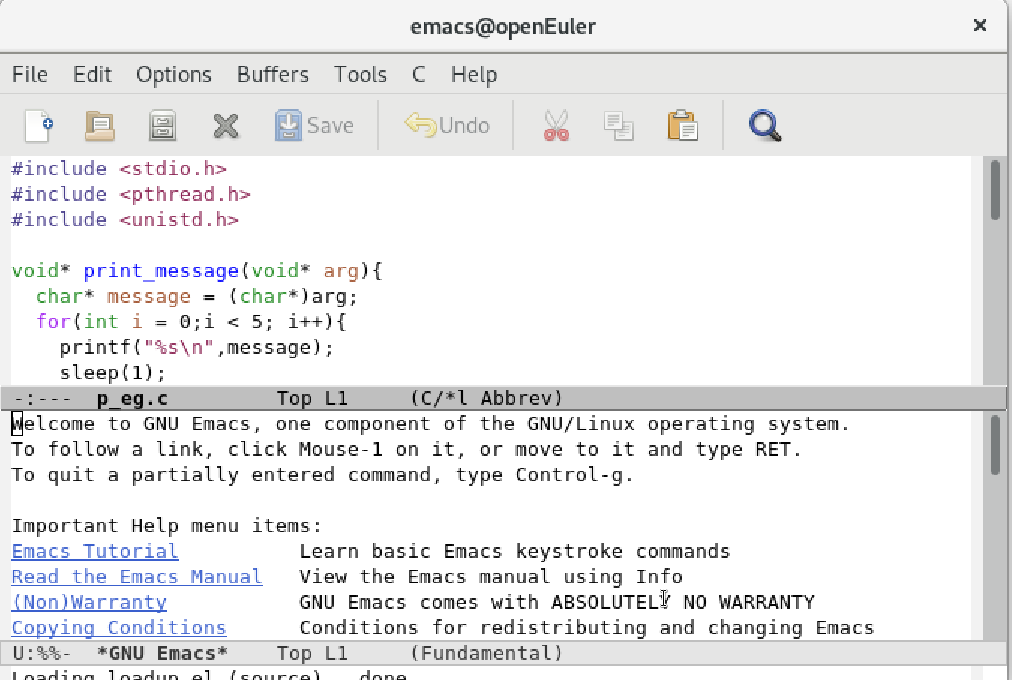 emacs@openEuler ×
File Edit Options Buffers Tools C Help
Save Undo
#include <stdio.h>
#include <pthread.h>
#include <unistd.h>
void* print_message(void* arg){
  char* message = (char*)arg;
  for(int i = 0;i < 5; i++){
    printf("%s\n",message);
    sleep(1);
-:---  p_eg.c         Top L1     (C/*l Abbrev)
Welcome to GNU Emacs, one component of the GNU/Linux operating system.
To follow a link, click Mouse-1 on it, or move to it and type RET.
To quit a partially entered command, type Control-g.
Important Help menu items:
Emacs Tutorial          Learn basic Emacs keystroke commands
Read the Emacs Manual   View the Emacs manual using Info
(Non)Warranty           GNU Emacs comes with ABSOLUTELY NO WARRANTY
Copying Conditions      Conditions for redistributing and changing Emacs
U:%%-  *GNU Emacs*    Top L1     (Fundamental)
Loading loadup.el (source)...done